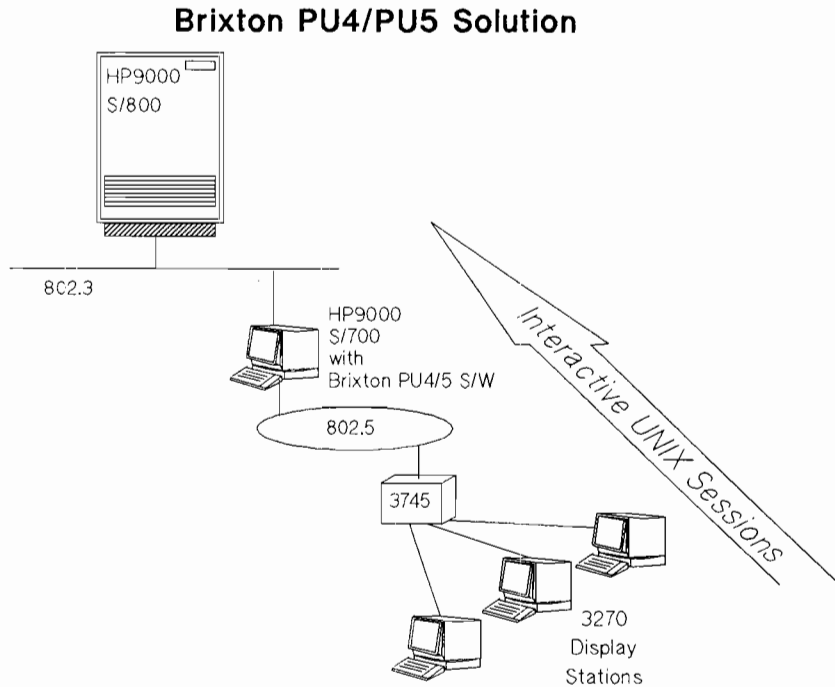 Brixton PU4/PU5 Solution
HP9000
S/800
802.3
HP9000
S/700
with
Brixton PU4/5 S/W
802.5
3745
Interactive UNIX Sessions
3270
Display
Stations